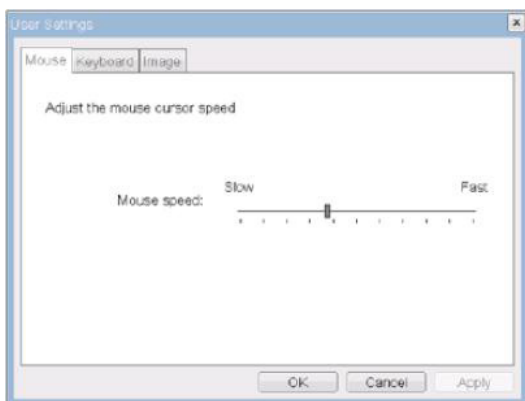 User Settings
Mouse Keyboard Image
Adjust the mouse cursor speed
Slow Fast
Mouse speed:
OK Cancel Apply